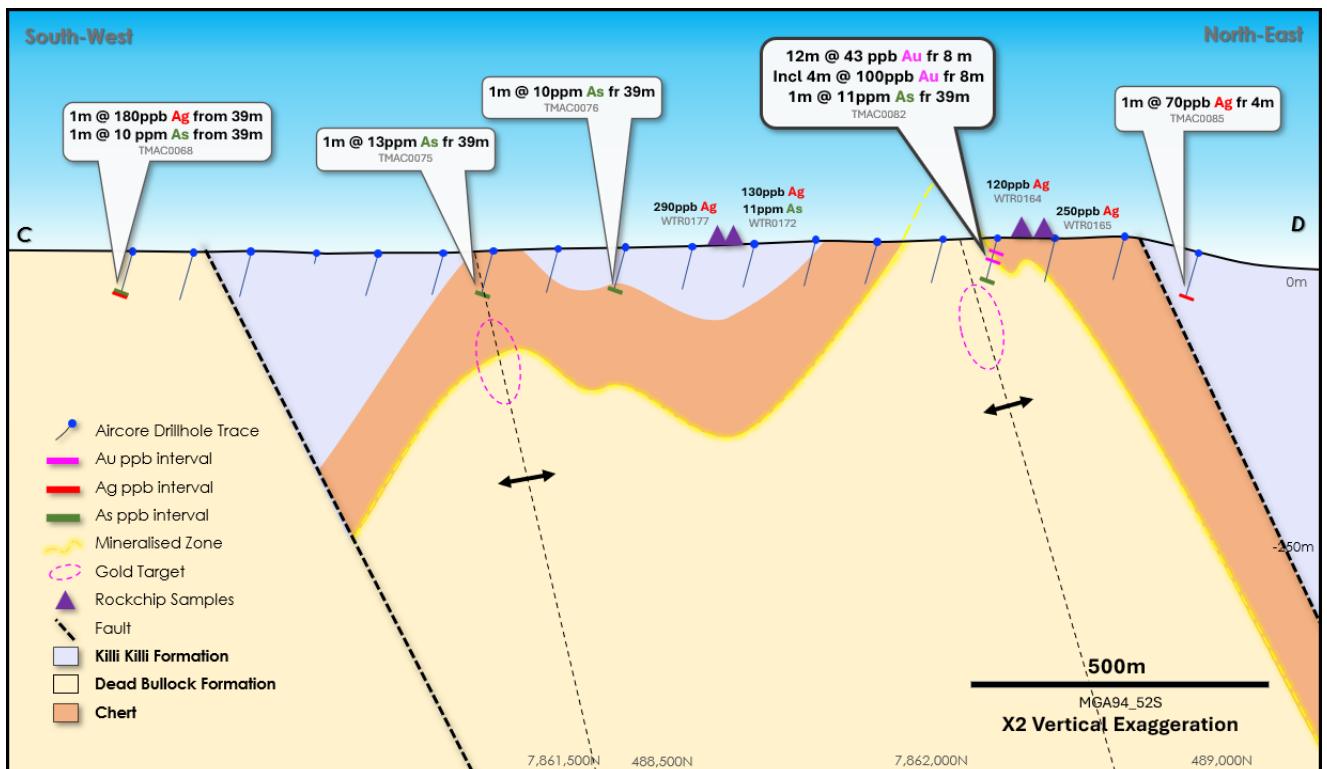 South-West
North-East
1m @ 180ppb Ag from 39m
1m @ 10 ppm As from 39m
TMAC0068
1m @ 13ppm As fr 39m
TMAC0075
1m @ 10ppm As fr 39m
TMAC0076
12m @ 43 ppb Au fr 8 m
Incl 4m @ 100ppb Au fr 8m
1m @ 11ppm As fr 39m
TMAC0082
1m @ 70ppb Ag fr 4m
TMAC0085
290ppb Ag
WTR0177
130ppb Ag
11ppm As
WTR0172
120ppb Ag
WTR0164
250ppb Ag
WTR0165
C
D
0m
-250m
Aircore Drillhole Trace
Au ppb interval
Ag ppb interval
As ppb interval
Mineralised Zone
Gold Target
Rockchip Samples
Fault
Killi Killi Formation
Dead Bullock Formation
Chert
500m
MGA94_52S
X2 Vertical Exaggeration
7,861,500N
488,500N
7,862,000N
489,000N